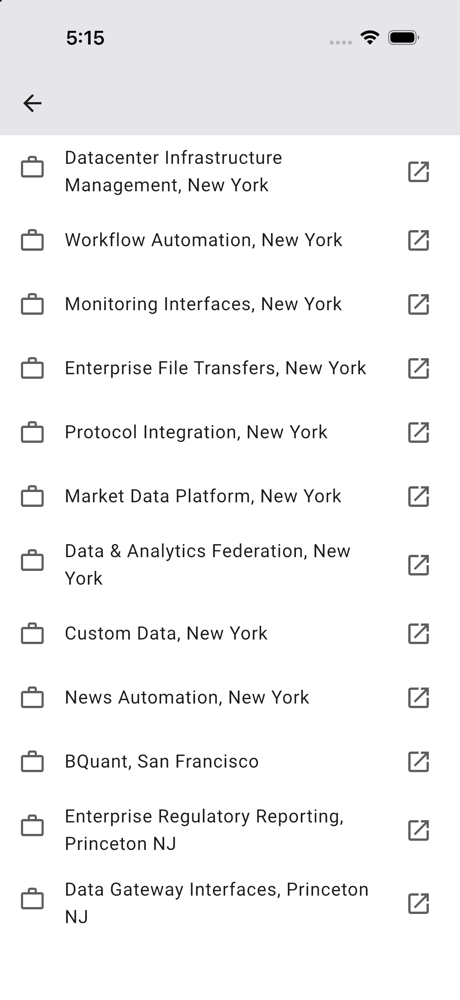 5:15
Datacenter Infrastructure
Management, New York
Workflow Automation, New York
Monitoring Interfaces, New York
Enterprise File Transfers, New York
Protocol Integration, New York
Market Data Platform, New York
Data & Analytics Federation, New
York
Custom Data, New York
News Automation, New York
BQuant, San Francisco
Enterprise Regulatory Reporting,
Princeton NJ
Data Gateway Interfaces, Princeton
NJ